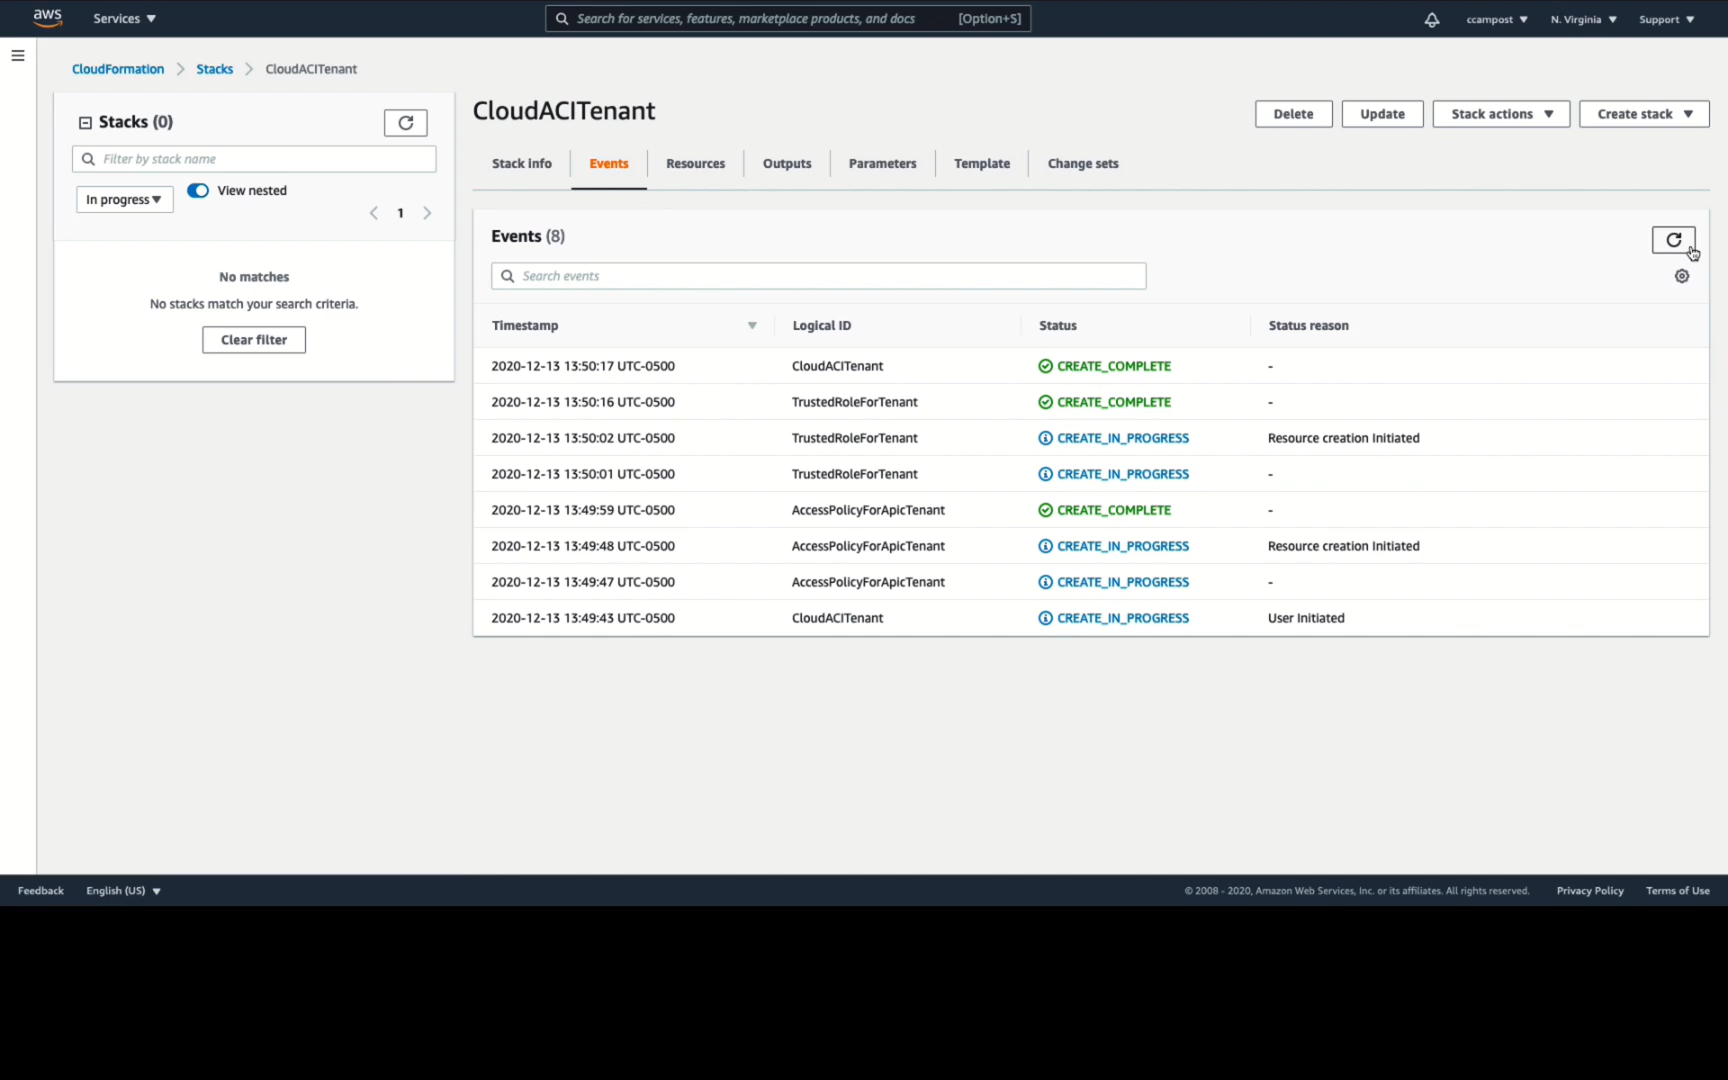 aws Services Search for services, features, marketplace products, and docs [Option+S] ccampost N. Virginia Support
CloudFormation Stacks CloudACITenant
Stacks (0)
Filter by stack name
In progress View nested
1
No matches
No stacks match your search criteria.
Clear filter
CloudACITenant
Delete Update Stack actions Create stack
Stack info Events Resources Outputs Parameters Template Change sets
Events (8)
Search events
Timestamp Logical ID Status Status reason
2020-12-13 13:50:17 UTC-0500 CloudACITenant CREATE_COMPLETE -
2020-12-13 13:50:16 UTC-0500 TrustedRoleForTenant CREATE_COMPLETE -
2020-12-13 13:50:02 UTC-0500 TrustedRoleForTenant CREATE_IN_PROGRESS Resource creation Initiated
2020-12-13 13:50:01 UTC-0500 TrustedRoleForTenant CREATE_IN_PROGRESS -
2020-12-13 13:49:59 UTC-0500 AccessPolicyForApicTenant CREATE_COMPLETE -
2020-12-13 13:49:48 UTC-0500 AccessPolicyForApicTenant CREATE_IN_PROGRESS Resource creation Initiated
2020-12-13 13:49:47 UTC-0500 AccessPolicyForApicTenant CREATE_IN_PROGRESS -
2020-12-13 13:49:43 UTC-0500 CloudACITenant CREATE_IN_PROGRESS User Initiated
Feedback English (US) © 2008 - 2020, Amazon Web Services, Inc. or its affiliates. All rights reserved. Privacy Policy Terms of Use